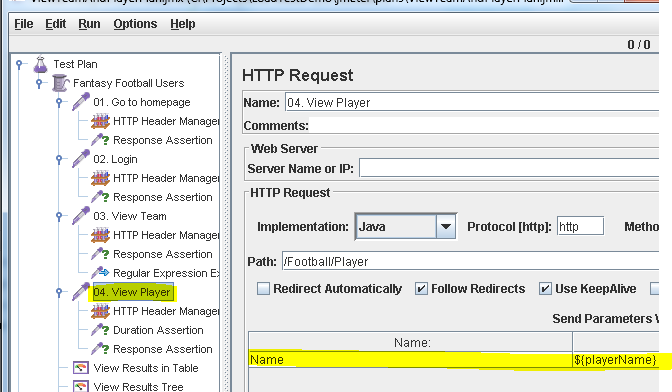 File Edit Run Options Help
0 / 0
Test Plan
Fantasy Football Users
01. Go to homepage
HTTP Header Manager
Response Assertion
02. Login
HTTP Header Manager
Response Assertion
03. View Team
HTTP Header Manager
Response Assertion
Regular Expression Ex
04. View Player
HTTP Header Manager
Duration Assertion
Response Assertion
View Results in Table
View Results Tree
HTTP Request
Name: 04. View Player
Comments:
Web Server
Server Name or IP:
HTTP Request
Implementation: Java Protocol [http]: http Metho
Path: /Football/Player
Redirect Automatically Follow Redirects Use KeepAlive
Send Parameters W
Name:
Name ${playerName}